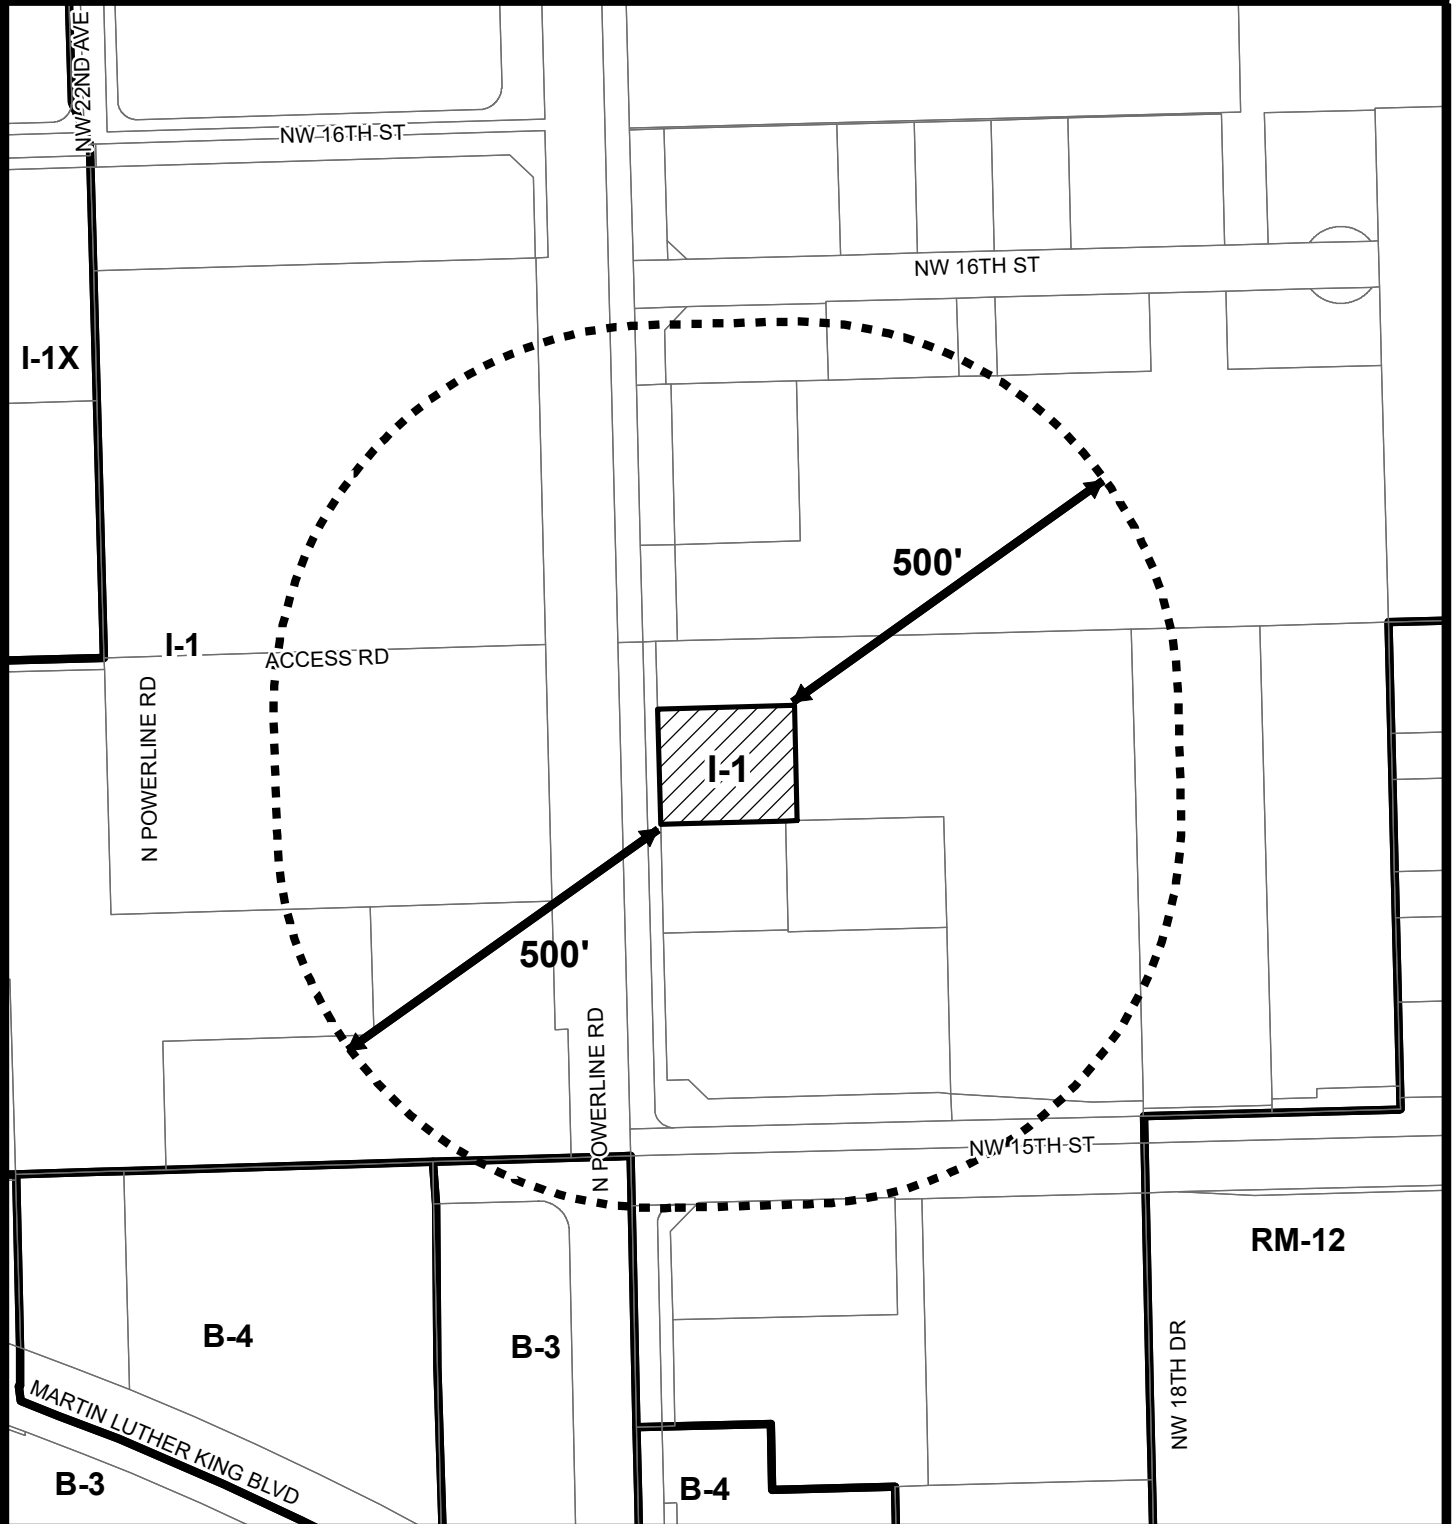 NW 22ND AVE
NW 16TH ST
NW 16TH ST
I-1X
500'
I-1
ACCESS RD
N POWERLINE RD
I-1
500'
N POWERLINE RD
NW 15TH ST
RM-12
B-4
B-3
NW 18TH DR
MARTIN LUTHER KING BLVD
B-3
B-4